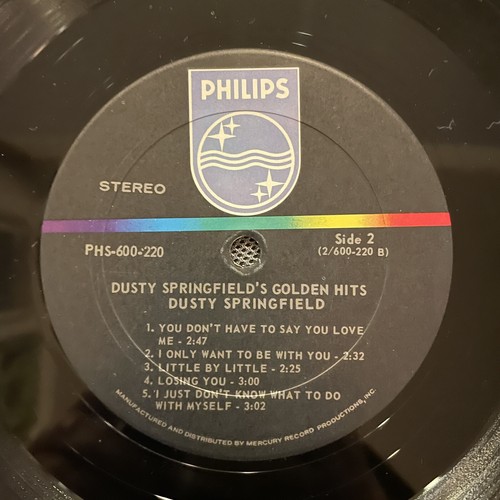 PHILIPS
STEREO
PHS-600-220
Side 2
(2/600-220 B)
DUSTY SPRINGFIELD'S GOLDEN HITS
DUSTY SPRINGFIELD
1. YOU DON'T HAVE TO SAY YOU LOVE
ME - 2:47
2. I ONLY WANT TO BE WITH YOU - 2:32
3. LITTLE BY LITTLE - 2:25
4. LOSING YOU - 3:00
5. I JUST DON'T KNOW WHAT TO DO
WITH MYSELF - 3:02
MANUFACTURED AND DISTRIBUTED BY MERCURY RECORD PRODUCTIONS, INC.